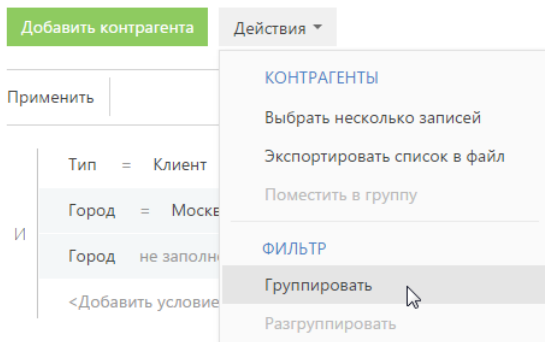 Добавить контрагента Действия
КОНТРАГЕНТЫ
Применить
Выбрать несколько записей
Тип = Клиент
Экспортировать список в файл
Поместить в группу
Город = Москв
И
ФИЛЬТР
Город не заполн
Группировать
<Добавить условие
Разгруппировать